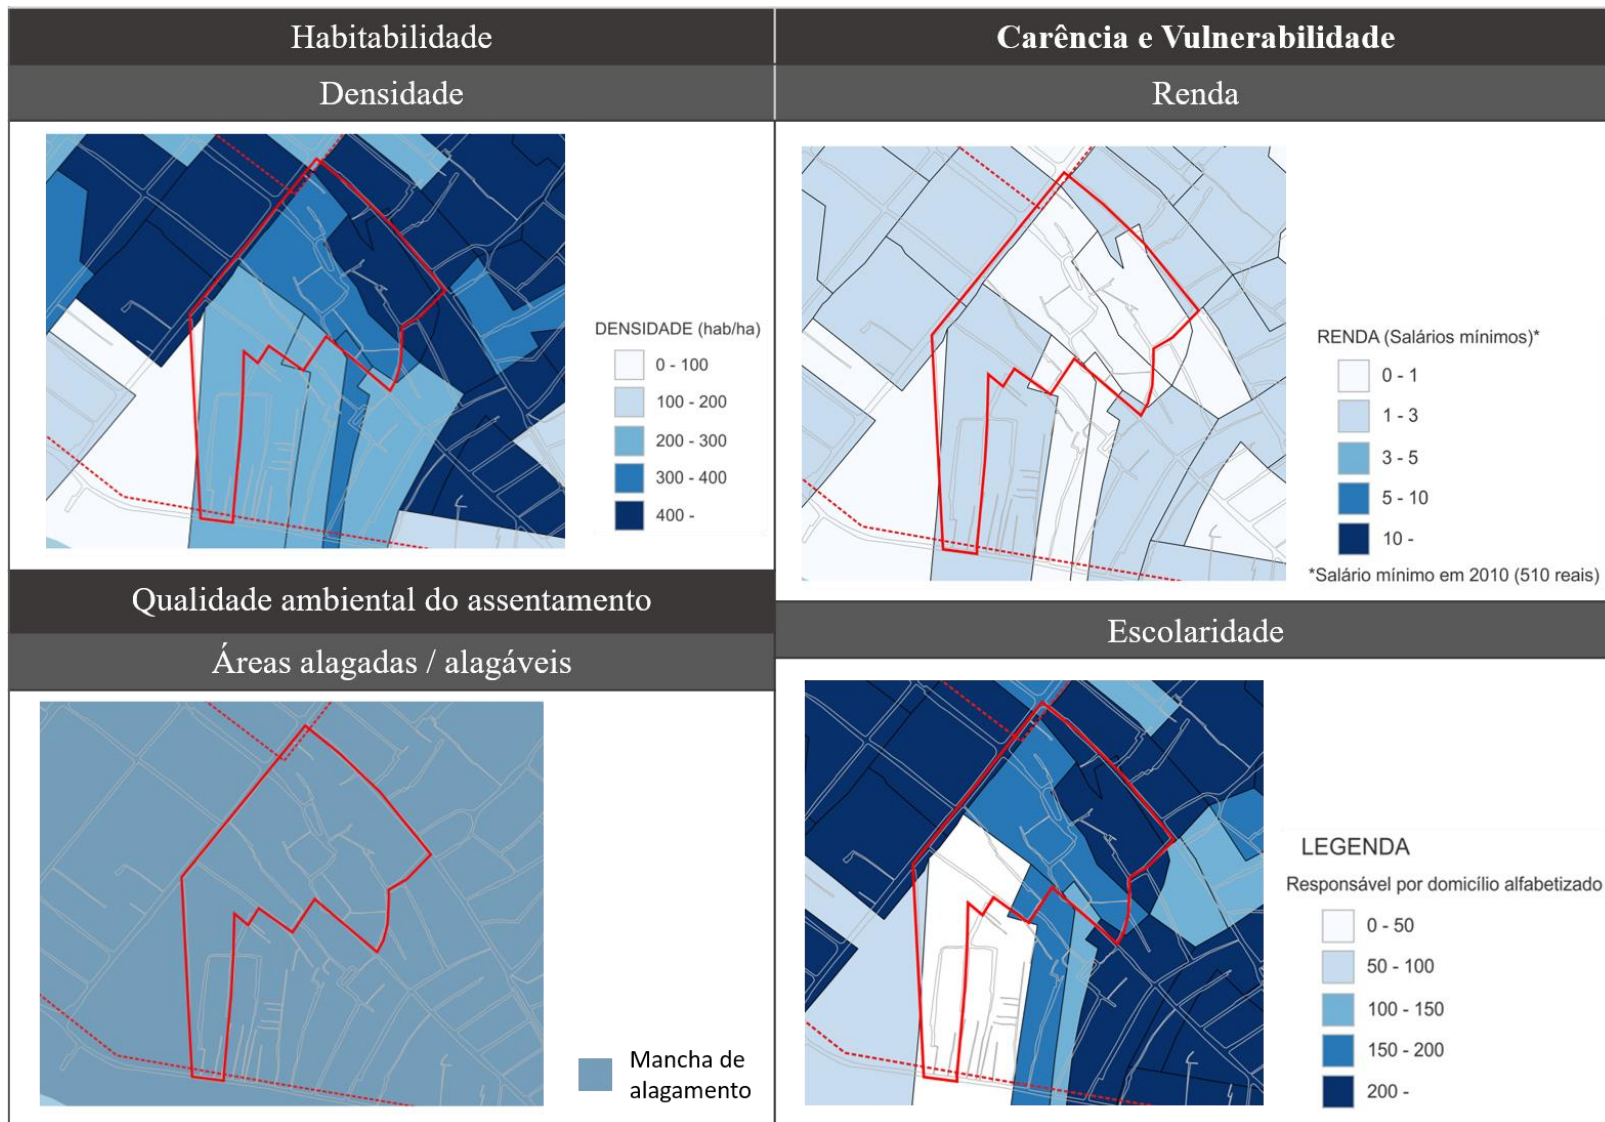 Habitabilidade
Densidade
DENSIDADE (hab/ha)
0 - 100
100 - 200
200 - 300
300 - 400
400 -
Qualidade ambiental do assentamento
Áreas alagadas / alagáveis
Mancha de
alagamento
Carência e Vulnerabilidade
Renda
RENDA (Salários mínimos)*
0 - 1
1 - 3
3 - 5
5 - 10
10 -
*Salário mínimo em 2010 (510 reais)
Escolaridade
LEGENDA
Responsável por domicílio alfabetizado
0 - 50
50 - 100
100 - 150
150 - 200
200 -